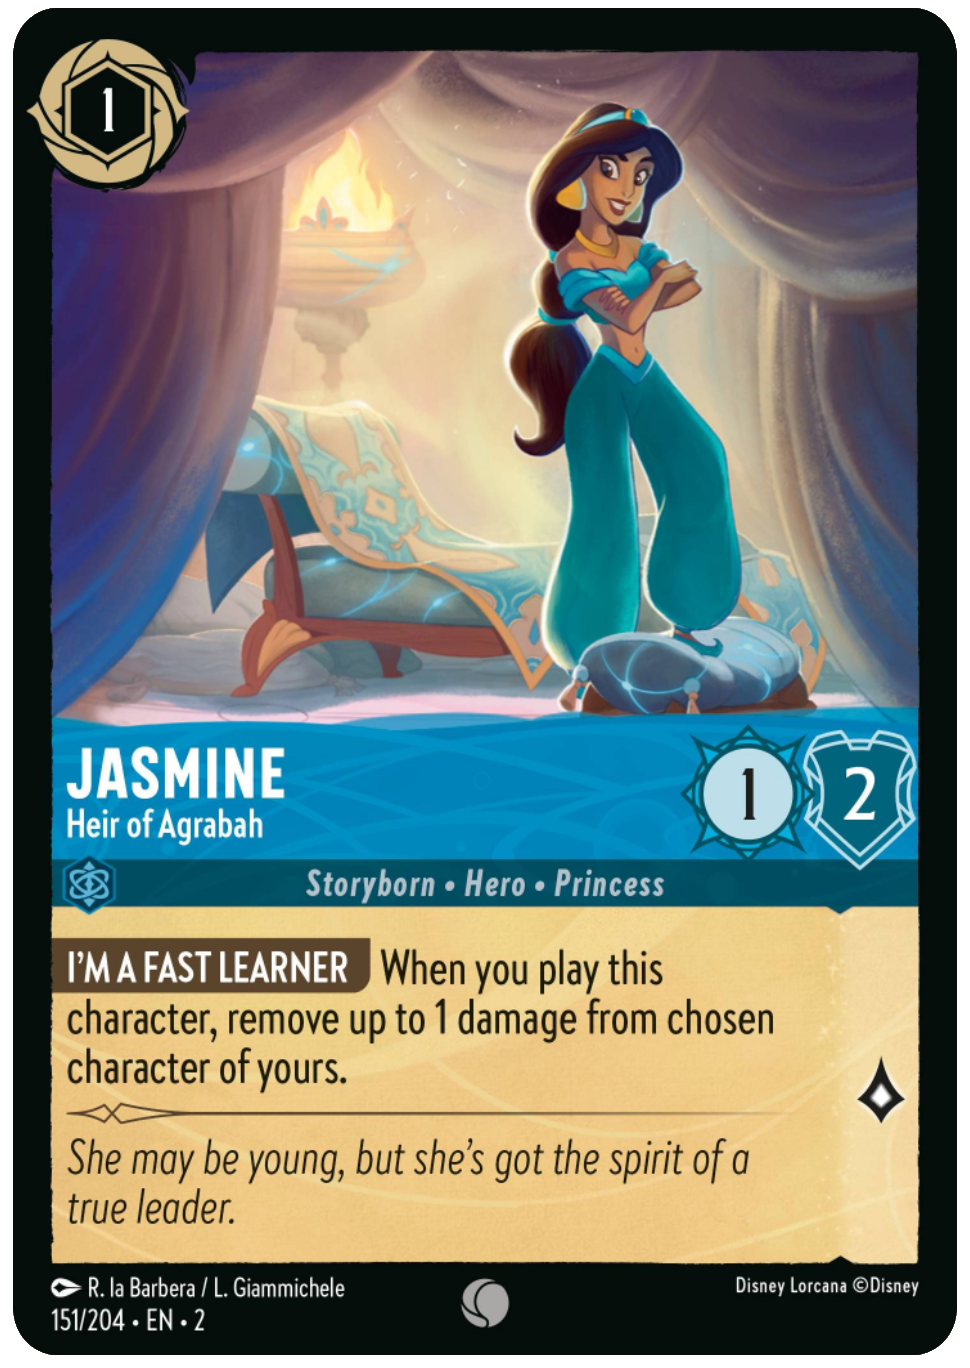 1
JASMINE
Heir of Agrabah
1
2
Storyborn • Hero • Princess
I'M A FAST LEARNER When you play this
character, remove up to 1 damage from chosen
character of yours.
She may be young, but she's got the spirit of a
true leader.
R. la Barbera / L. Giammichele
Disney Lorcana ©Disney
151/204 • EN • 2